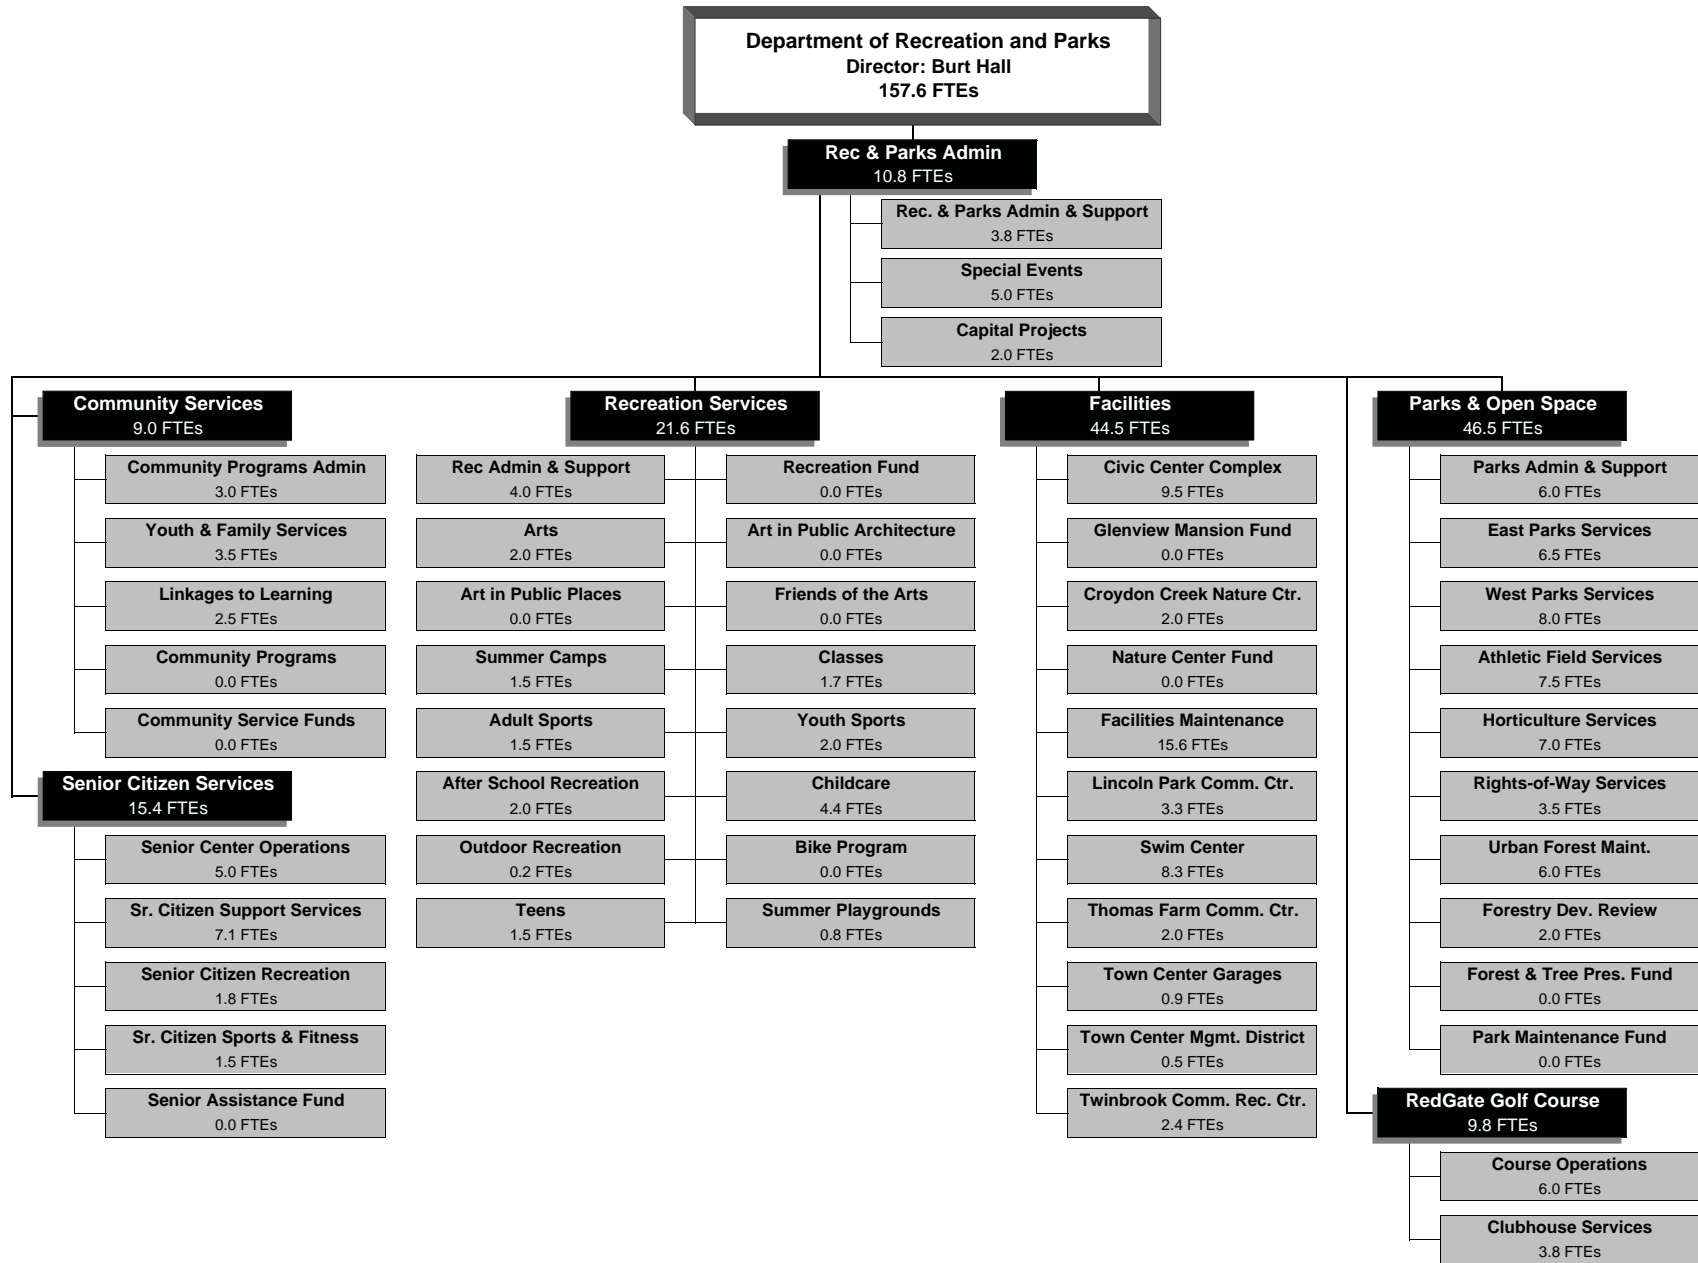 Department of Recreation and Parks
Director: Burt Hall
157.6 FTEs
Rec & Parks Admin
10.8 FTEs
Rec. & Parks Admin & Support
3.8 FTEs
Special Events
5.0 FTEs
Capital Projects
2.0 FTEs
Community Services
9.0 FTEs
Community Programs Admin
3.0 FTEs
Youth & Family Services
3.5 FTEs
Linkages to Learning
2.5 FTEs
Community Programs
0.0 FTEs
Community Service Funds
0.0 FTEs
Senior Citizen Services
15.4 FTEs
Senior Center Operations
5.0 FTEs
Sr. Citizen Support Services
7.1 FTEs
Senior Citizen Recreation
1.8 FTEs
Sr. Citizen Sports & Fitness
1.5 FTEs
Senior Assistance Fund
0.0 FTEs
Recreation Services
21.6 FTEs
Rec Admin & Support
4.0 FTEs
Arts
2.0 FTEs
Art in Public Places
0.0 FTEs
Summer Camps
1.5 FTEs
Adult Sports
1.5 FTEs
After School Recreation
2.0 FTEs
Outdoor Recreation
0.2 FTEs
Teens
1.5 FTEs
Recreation Fund
0.0 FTEs
Art in Public Architecture
0.0 FTEs
Friends of the Arts
0.0 FTEs
Classes
1.7 FTEs
Youth Sports
2.0 FTEs
Childcare
4.4 FTEs
Bike Program
0.0 FTEs
Summer Playgrounds
0.8 FTEs
Facilities
44.5 FTEs
Civic Center Complex
9.5 FTEs
Glenview Mansion Fund
0.0 FTEs
Croydon Creek Nature Ctr.
2.0 FTEs
Nature Center Fund
0.0 FTEs
Facilities Maintenance
15.6 FTEs
Lincoln Park Comm. Ctr.
3.3 FTEs
Swim Center
8.3 FTEs
Thomas Farm Comm. Ctr.
2.0 FTEs
Town Center Garages
0.9 FTEs
Town Center Mgmt. District
0.5 FTEs
Twinbrook Comm. Rec. Ctr.
2.4 FTEs
Parks & Open Space
46.5 FTEs
Parks Admin & Support
6.0 FTEs
East Parks Services
6.5 FTEs
West Parks Services
8.0 FTEs
Athletic Field Services
7.5 FTEs
Horticulture Services
7.0 FTEs
Rights-of-Way Services
3.5 FTEs
Urban Forest Maint.
6.0 FTEs
Forestry Dev. Review
2.0 FTEs
Forest & Tree Pres. Fund
0.0 FTEs
Park Maintenance Fund
0.0 FTEs
RedGate Golf Course
9.8 FTEs
Course Operations
6.0 FTEs
Clubhouse Services
3.8 FTEs